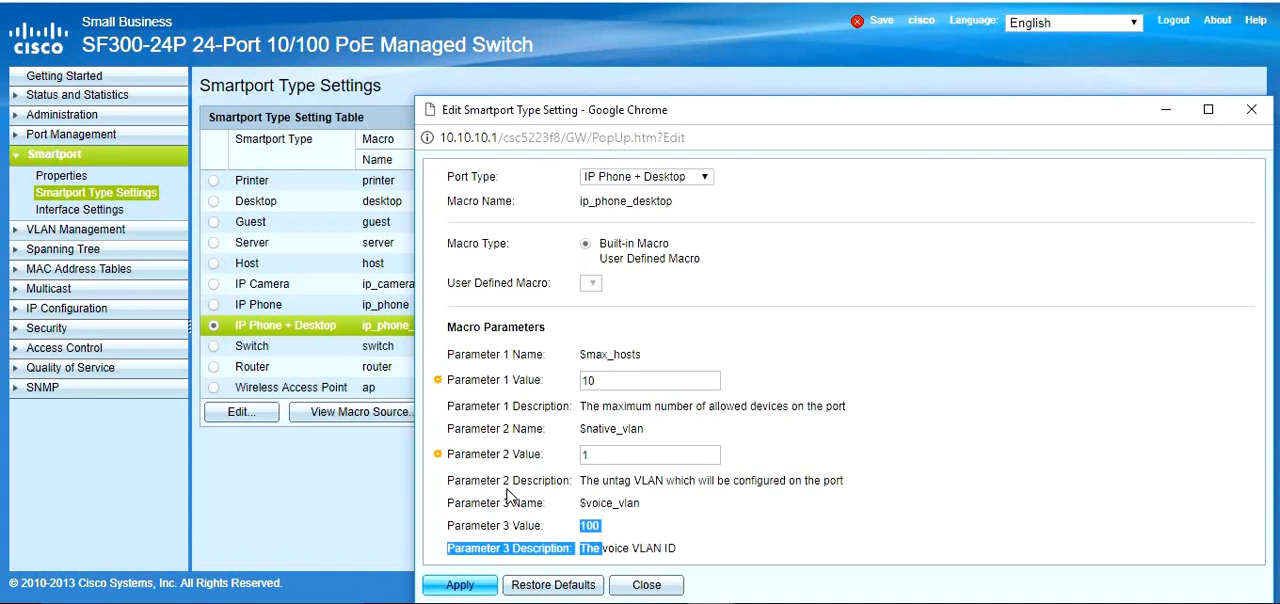 Small Business
cisco SF300-24P 24-Port 10/100 PoE Managed Switch
Save cisco Language: English Logout About Help
Getting Started
Status and Statistics
Administration
Port Management
Smartport
Properties
Smartport Type Settings
Interface Settings
VLAN Management
Spanning Tree
MAC Address Tables
Multicast
IP Configuration
Security
Access Control
Quality of Service
SNMP
Smartport Type Settings
Smartport Type Setting Table
Smartport Type Macro
Name
Printer printer
Desktop desktop
Guest guest
Server server
Host host
IP Camera ip_camera
IP Phone ip_phone
IP Phone + Desktop ip_phone_
Switch switch
Router router
Wireless Access Point ap
Edit... View Macro Source..
Edit Smartport Type Setting - Google Chrome
10.10.10.1/csc5223f8/GW/PopUp.htm?Edit
Port Type: IP Phone + Desktop
Macro Name: ip_phone_desktop
Macro Type: Built-in Macro
User Defined Macro
User Defined Macro:
Macro Parameters
Parameter 1 Name: $max_hosts
Parameter 1 Value: 10
Parameter 1 Description: The maximum number of allowed devices on the port
Parameter 2 Name: $native_vlan
Parameter 2 Value: 1
Parameter 2 Description: The untag VLAN which will be configured on the port
Parameter 3 Name: $voice_vlan
Parameter 3 Value: 100
Parameter 3 Description: The voice VLAN ID
Apply Restore Defaults Close
© 2010-2013 Cisco Systems, Inc. All Rights Reserved.